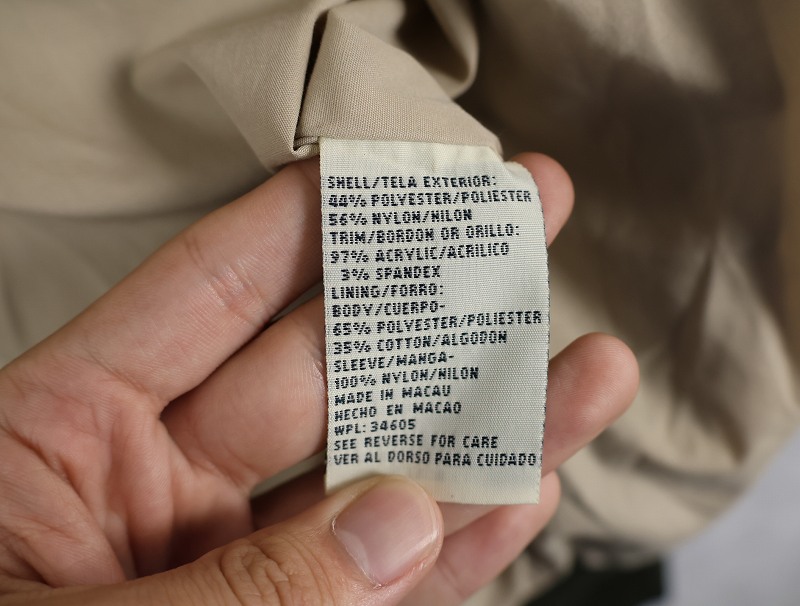 SHELL/TELA EXTERIOR:
44% POLYESTER/POLIESTER
56% NYLON/NILON
TRIM/BORDON OR ORILLO:
97% ACRYLIC/ACRILICO
3% SPANDEX
LINING/FORRO:
BODY/CUERPO-
65% POLYESTER/POLIESTER
35% COTTON/ALGODON
SLEEVE/MANGA-
100% NYLON/NILON
MADE IN MACAU
HECHO EN MACAO
WPL: 34605
SEE REVERSE FOR CARE
VER AL DORSO PARA CUIDADO